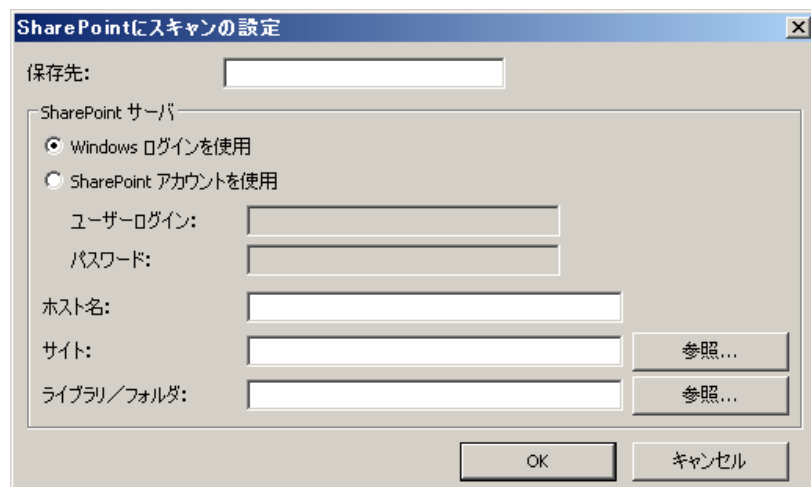 SharePointにスキャンの設定
保存先:
SharePoint サーバ
Windows ログインを使用
SharePoint アカウントを使用
ユーザーログイン:
パスワード:
ホスト名:
サイト:
参照...
ライブラリ／フォルダ:
参照...
OK
キャンセル